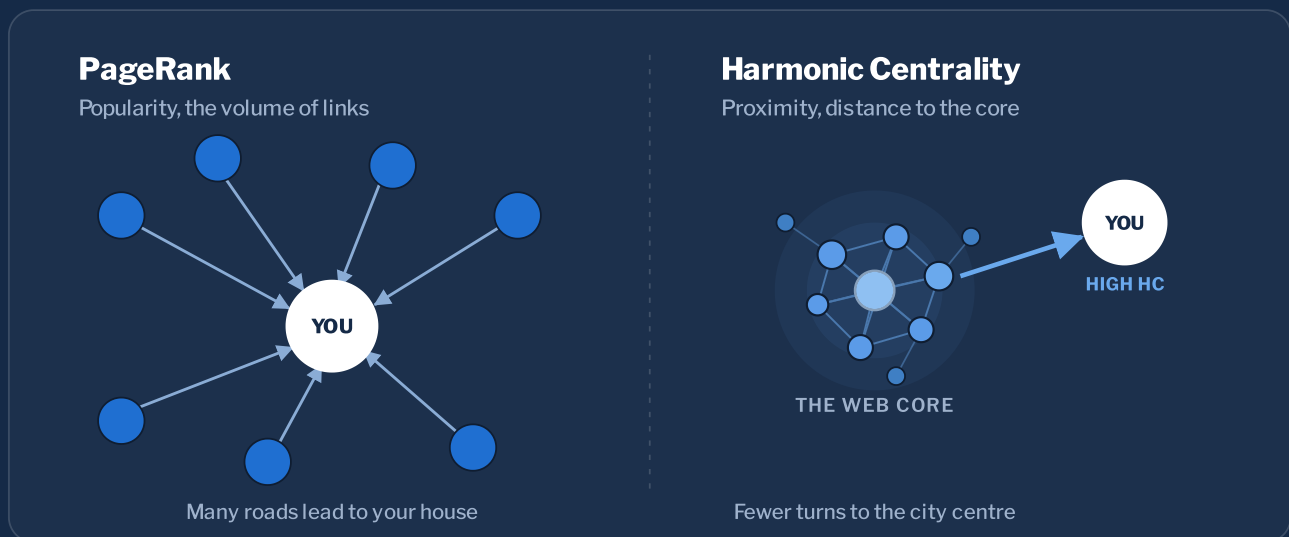 PageRank
Popularity, the volume of links
YOU
Many roads lead to your house
Harmonic Centrality
Proximity, distance to the core
YOU
HIGH HC
THE WEB CORE
Fewer turns to the city centre